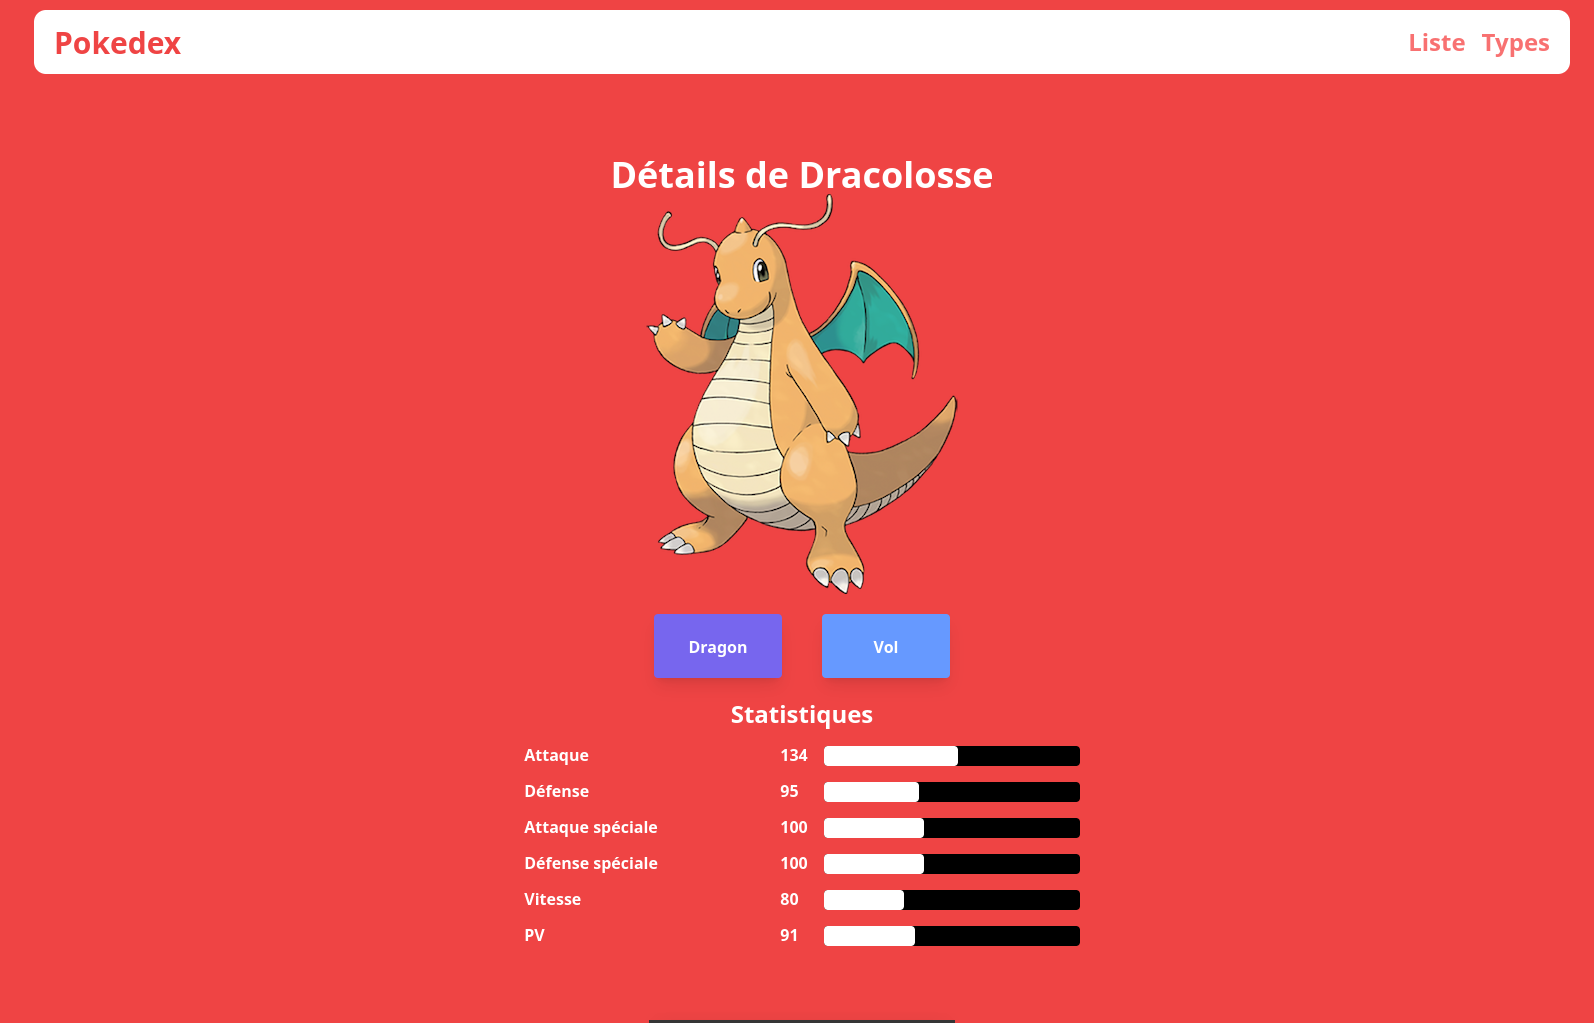 Pokedex
Liste Types
Détails de Dracolosse
Dragon
Vol
Statistiques
Attaque 134
Défense 95
Attaque spéciale 100
Défense spéciale 100
Vitesse 80
PV 91